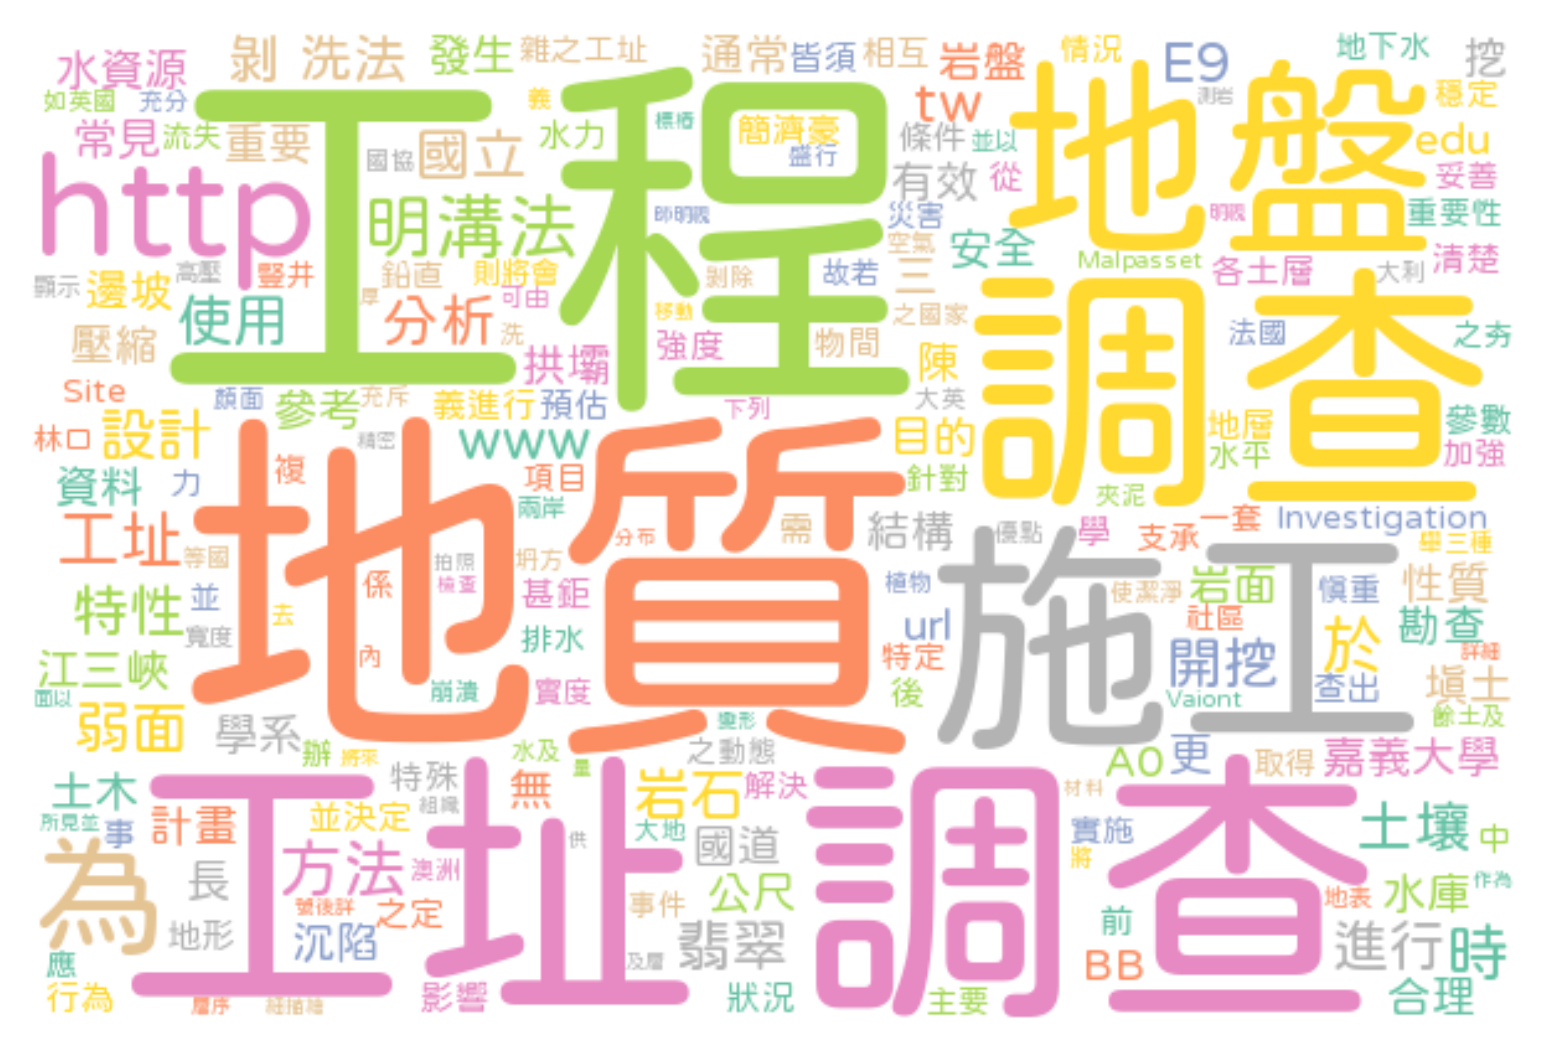 水資源
剝 洗法
發生
雜之工址
通常
皆須
相互
岩盤
情況
E9
地下水
挖
如英國
充分
工程
義
標樁
簡濟豪
tw
測岩
地盤
穩定
常見
流失
重要
國協
國立
水力
盛行
條件
並以
edu
http
明溝法
師明觀
有效
從
妥善
災害
明觀
重要性
顯示
邊坡
高壓
豎井
鉛直
則將會
空氣
安全
Malpasset
各土層
大利
清楚
厚
可由
剝除
故若
三
使用
分析
洗
移動
之國家
法國
之夯
壓縮
拱壩
強度
物間
陳
調查
Site
顏面
參考
充斥
義進行
預估
下列
大英
林口
設計
精密
www
目的
地層
參數
水平
加強
資料
力
複
地質
項目
針對
夾泥
兩岸
工址
分布
需
結構
優點
學
支承
一套
Investigation
等國
拍照
坍方
舉三種
特性
並
係
檢查
甚鉅
植物
施工
使潔淨
岩面
慎重
性質
去
寬度
排水
url
社區
於
勘查
江三峽
內
特定
開挖
詳細
面以
崩潰
實度
後
Vaiont
查出
填土
弱面
學系
變形
餘土及
辦
將來
水及
之動態
A0
更
取得
嘉義大學
土木
特殊
量
無
岩石
解決
材料
所見並
事
計畫
並決定
組織
工址
供
大地
國道
調查
實施
土壤
中
為
長
方法
澳洲
將
號後詳
之定
事件
公尺
地表
水庫
作為
地形
沉陷
翡翠
前
進行
時
應
及層
BB
行為
層序
經描繪
影響
狀況
主要
合理